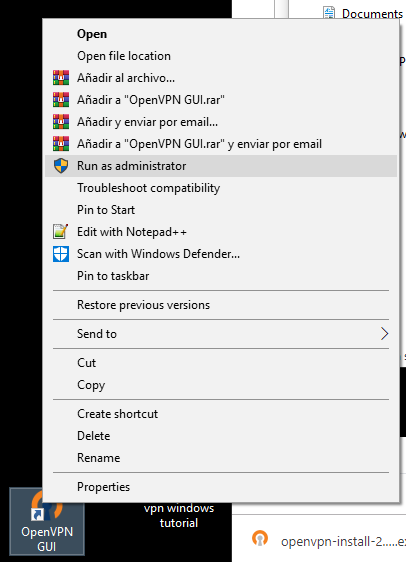 Documents
Open
Open file location
Añadir al archivo...
Añadir a "OpenVPN GUI.rar"
Añadir y enviar por email...
Añadir a "OpenVPN GUI.rar" y enviar por email
Run as administrator
Troubleshoot compatibility
Pin to Start
Edit with Notepad++
Scan with Windows Defender...
Pin to taskbar
Restore previous versions
Send to
Cut
Copy
Create shortcut
Delete
Rename
Properties
OpenVPN
GUI
vpn windows
tutorial
openvpn-install-2.....ex